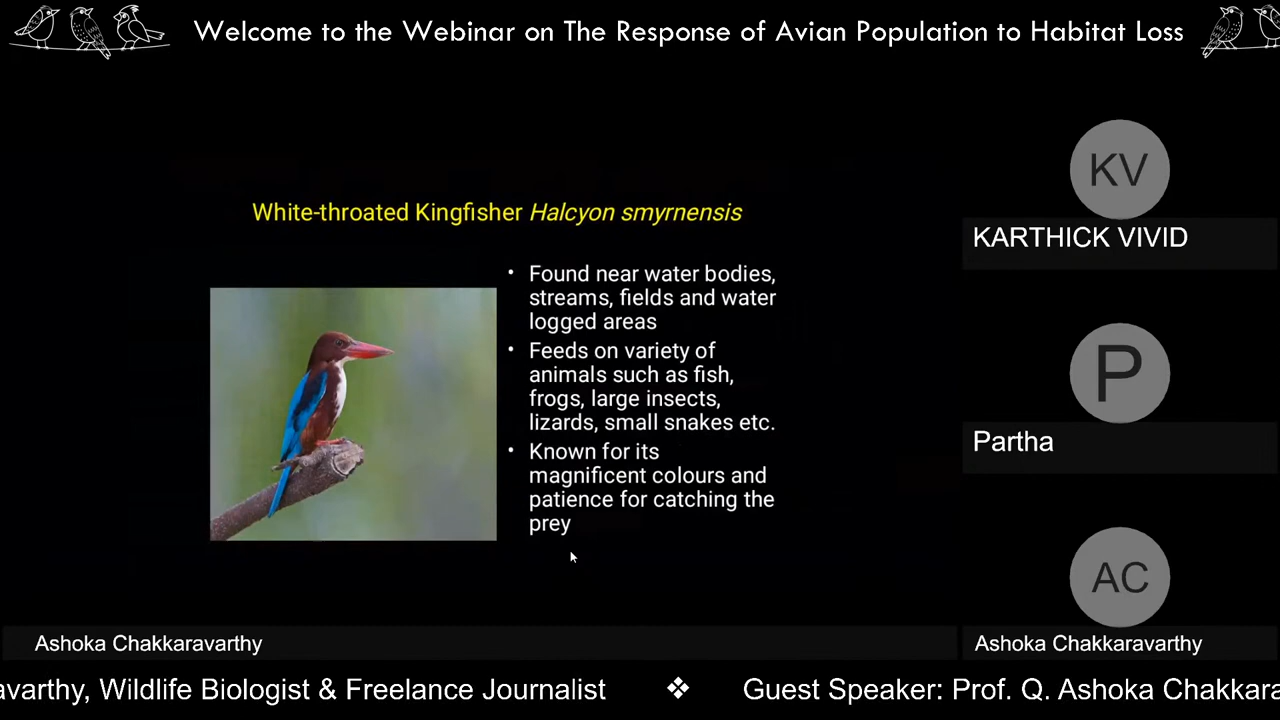 Welcome to the Webinar on The Response of Avian Population to Habitat Loss
White-throated Kingfisher Halcyon smyrnensis
• Found near water bodies,
streams, fields and water
logged areas
• Feeds on variety of
animals such as fish,
frogs, large insects,
lizards, small snakes etc.
• Known for its
magnificent colours and
patience for catching the
prey
KV
KARTHICK VIVID
P
Partha
AC
Ashoka Chakkaravarthy
Ashoka Chakkaravarthy
avarthy, Wildlife Biologist & Freelance Journalist ❖ Guest Speaker: Prof. Q. Ashoka Chakkara